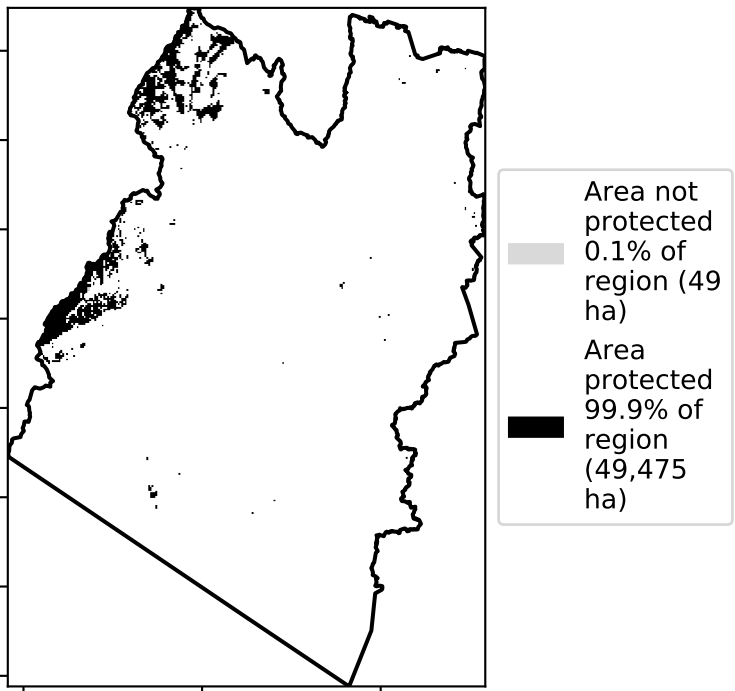 Area not
protected
0.1% of
region (49
ha)
Area
protected
99.9% of
region
(49,475
ha)